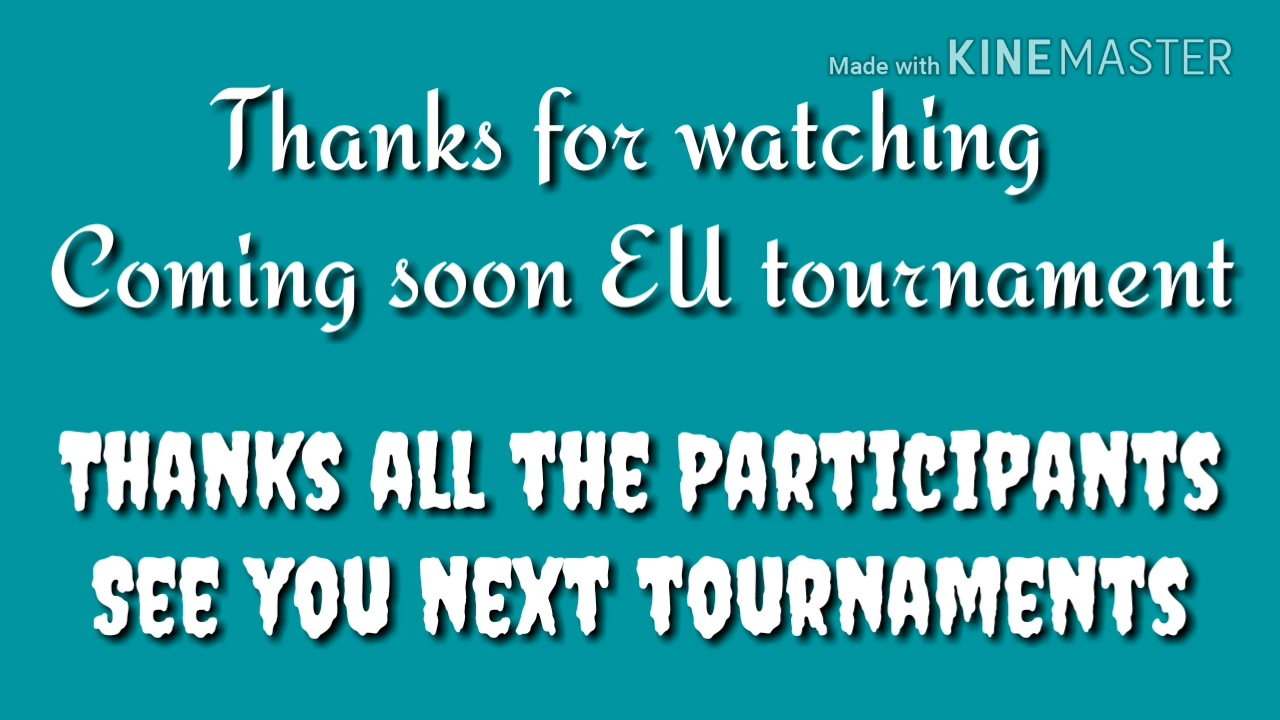 Made with KINEMASTER
Thanks for watching
Coming soon EU tournament
THANKS ALL THE PARTICIPANTS
SEE YOU NEXT TOURNAMENTS